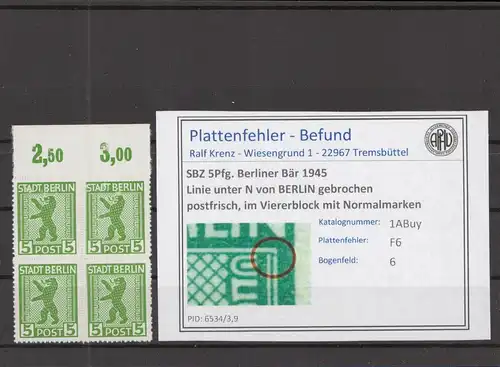 2,50 3,00
STADT BERLIN STADT BERLIN
5 POST 5 5 POST 5
STADT BERLIN STADT BERLIN
5 POST 5 5 POST 5
Plattenfehler - Befund
Ralf Krenz - Wiesengrund 1 - 22967 Tremsbüttel
SBZ 5Pfg. Berliner Bär 1945
Linie unter N von BERLIN gebrochen
postfrisch, im Viererblock mit Normalmarken
Katalognummer: 1ABuy
Plattenfehler: F6
Bogenfeld: 6
PID: 6534/3,9